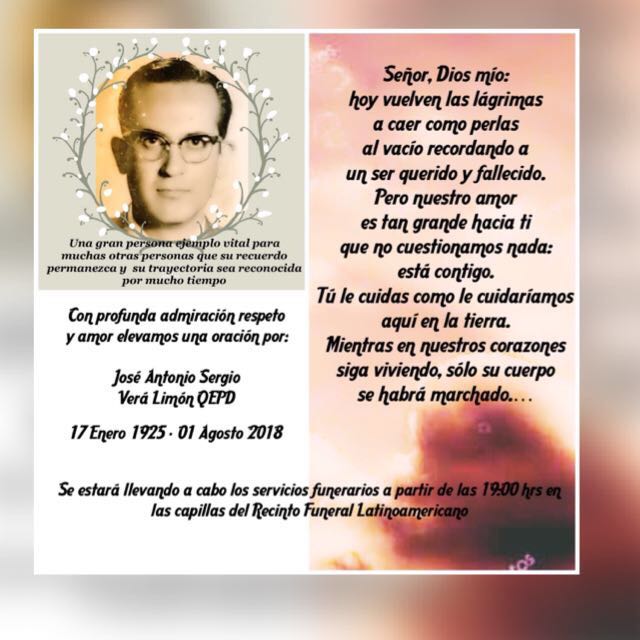 Una gran persona ejemplo vital para
muchas otras personas que su recuerdo
permanezca y su trayectoria sea reconocida
por mucho tiempo
Con profunda admiración respeto
y amor elevamos una oración por:
José Antonio Sergio
Verá Limón QEPD
17 Enero 1925 - 01 Agosto 2018
Señor, Dios mío:
hoy vuelven las lágrimas
a caer como perlas
al vacío recordando a
un ser querido y fallecido.
Pero nuestro amor
es tan grande hacia ti
que no cuestionamos nada:
está contigo.
Tú le cuidas como le cuidaríamos
aquí en la tierra.
Mientras en nuestros corazones
siga viviendo, sólo su cuerpo
se habrá marchado....
Se estará llevando a cabo los servicios funerarios a partir de las 19:00 hrs en
las capillas del Recinto Funeral Latinoamericano